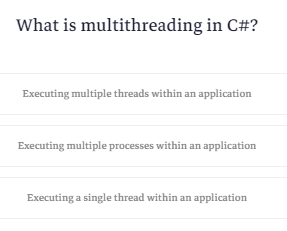 What is multithreading in C#?
Executing multiple threads within an application
Executing multiple processes within an application
Executing a single thread within an application